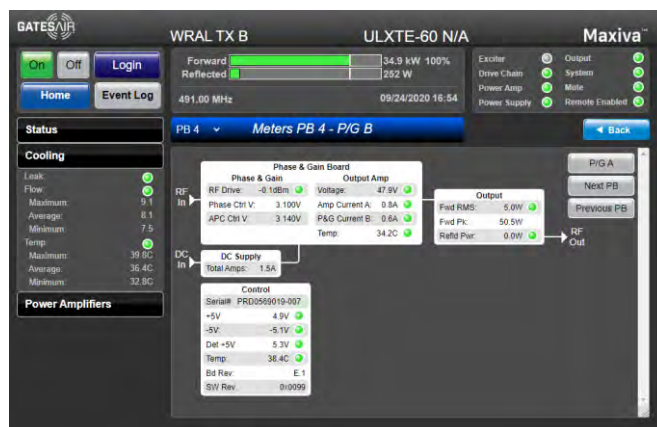 GATESAIR
WRAL TX B
ULXTE-60 N/A
Maxiva™
On
Off
Login
Home
Event Log
Forward
34.9 kW 100%
Reflected
252 W
491.00 MHz
09/24/2020 16:54
Exciter
Output
Drive Chain
System
Power Amp
Mute
Power Supply
Remote Enabled
Status
PB 4
Meters PB 4 - P/G B
Back
Cooling
Leak:
Flow:
Maximum: 9.1
Average: 8.1
Minimum: 7.5
Temp:
Maximum: 39.8C
Average: 36.4C
Minimum: 32.8C
Power Amplifiers
P/G A
Next PB
Previous PB
RF
In
Phase & Gain Board
Phase & Gain
Output Amp
RF Drive: -0.1dBm
Voltage: 47.9V
Phase Ctrl V: 3.100V
Amp Current A: 0.8A
APC Ctrl V: 3.140V
P&G Current B: 0.6A
Temp: 34.2C
Output
Fwd RMS: 5.0W
Fwd Pk: 50.5W
Refld Pwr: 0.0W
RF
Out
DC
In
DC Supply
Total Amps: 1.5A
Control
Serial# PRD0569019-007
+5V 4.9V
-5V: -5.1V
Det +5V 5.3V
Temp: 38.4C
Bd Rev: E.1
SW Rev: 0x0099